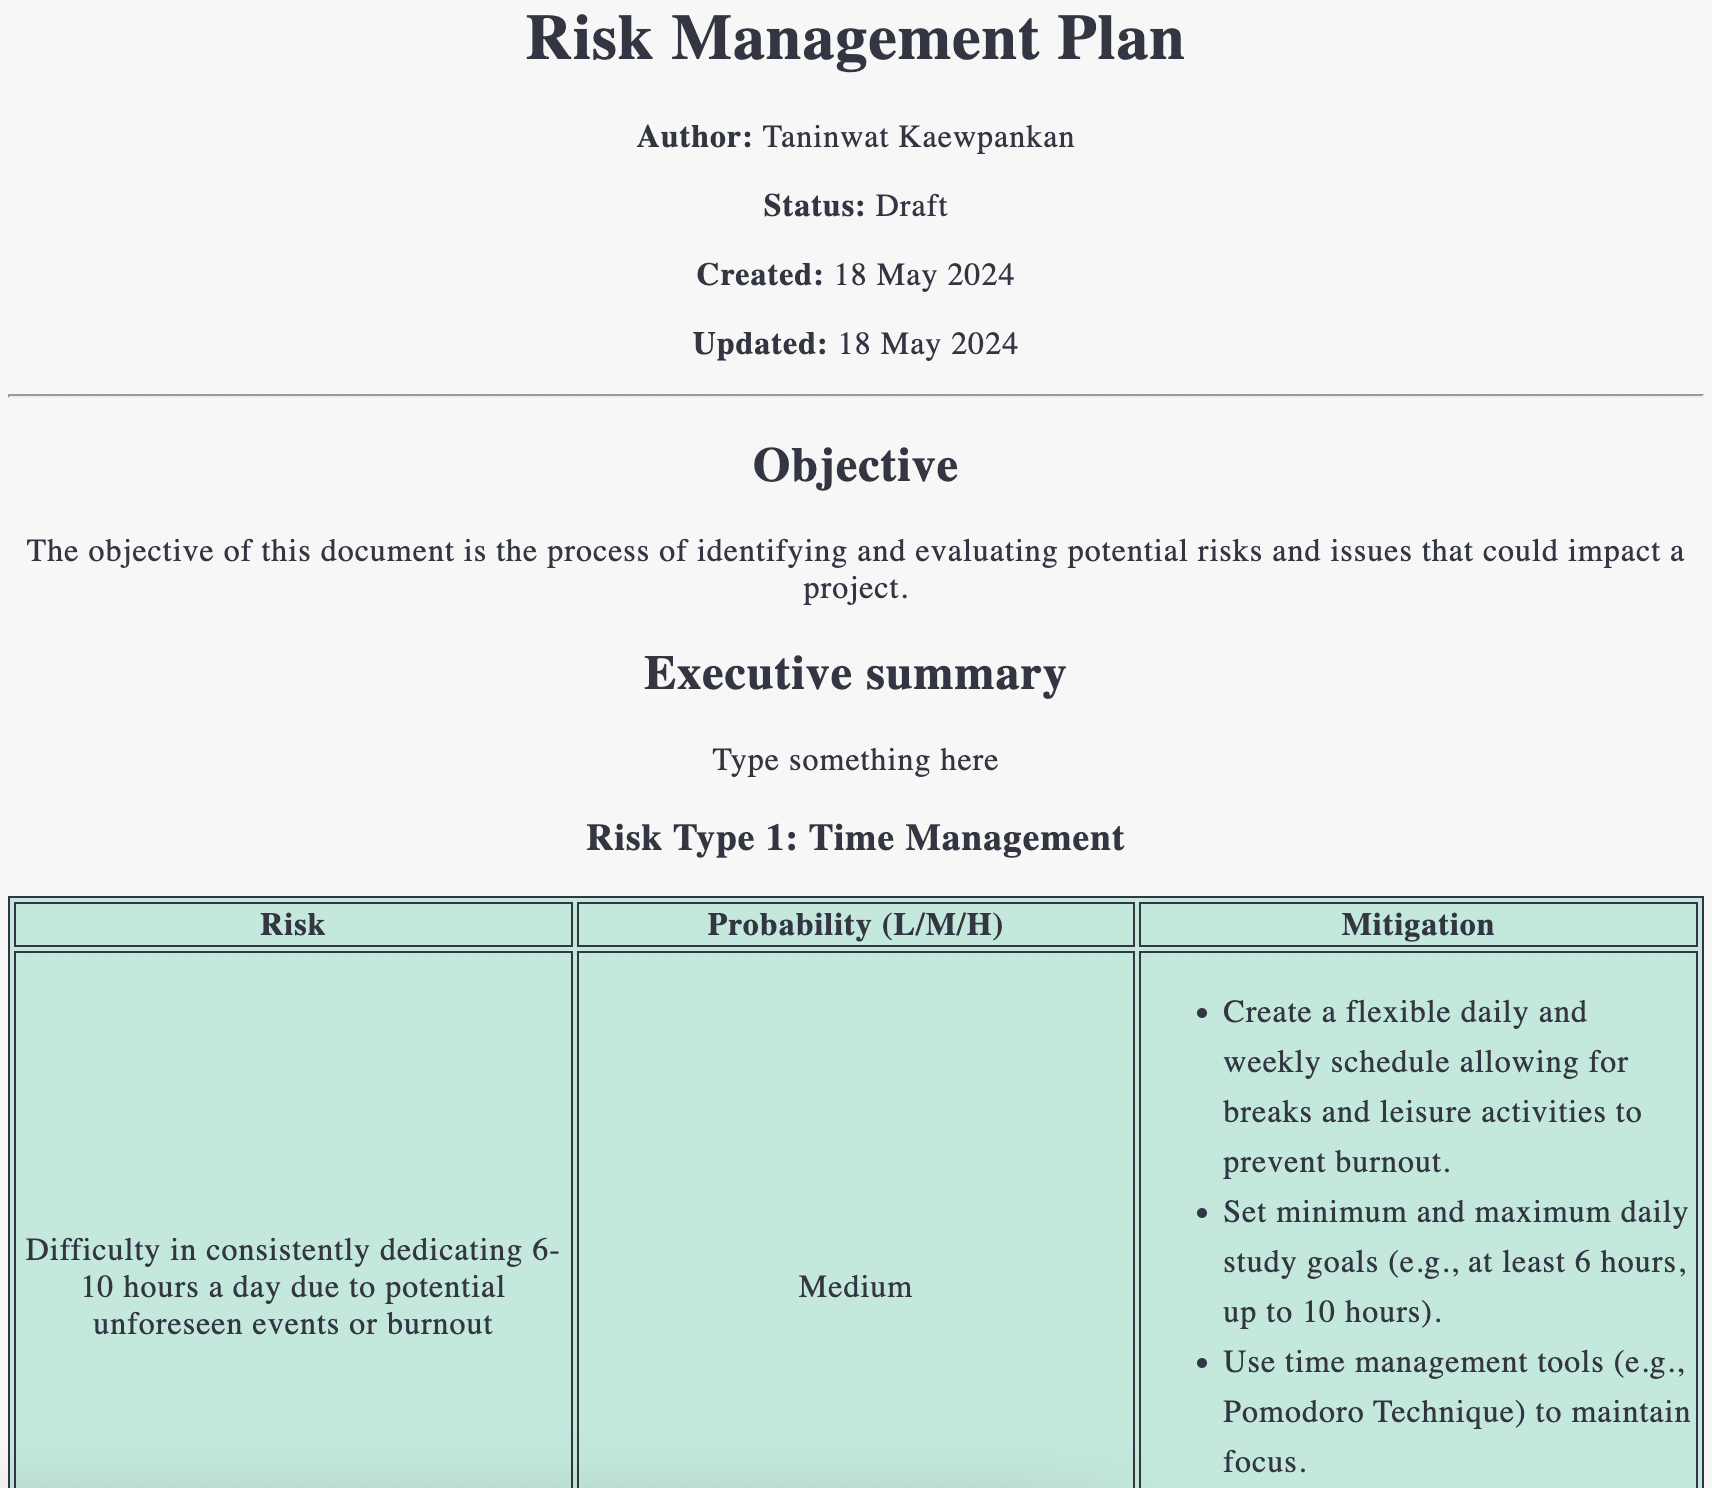 Risk Management Plan
Author: Taninwat Kaewpankan
Status: Draft
Created: 18 May 2024
Updated: 18 May 2024
Objective
The objective of this document is the process of identifying and evaluating potential risks and issues that could impact a
project.
Executive summary
Type something here
Risk Type 1: Time Management
Risk Probability (L/M/H) Mitigation
Difficulty in consistently dedicating 6-
10 hours a day due to potential
unforeseen events or burnout
Medium
• Create a flexible daily and
weekly schedule allowing for
breaks and leisure activities to
prevent burnout.
• Set minimum and maximum daily
study goals (e.g., at least 6 hours,
up to 10 hours).
• Use time management tools (e.g.,
Pomodoro Technique) to maintain
focus.